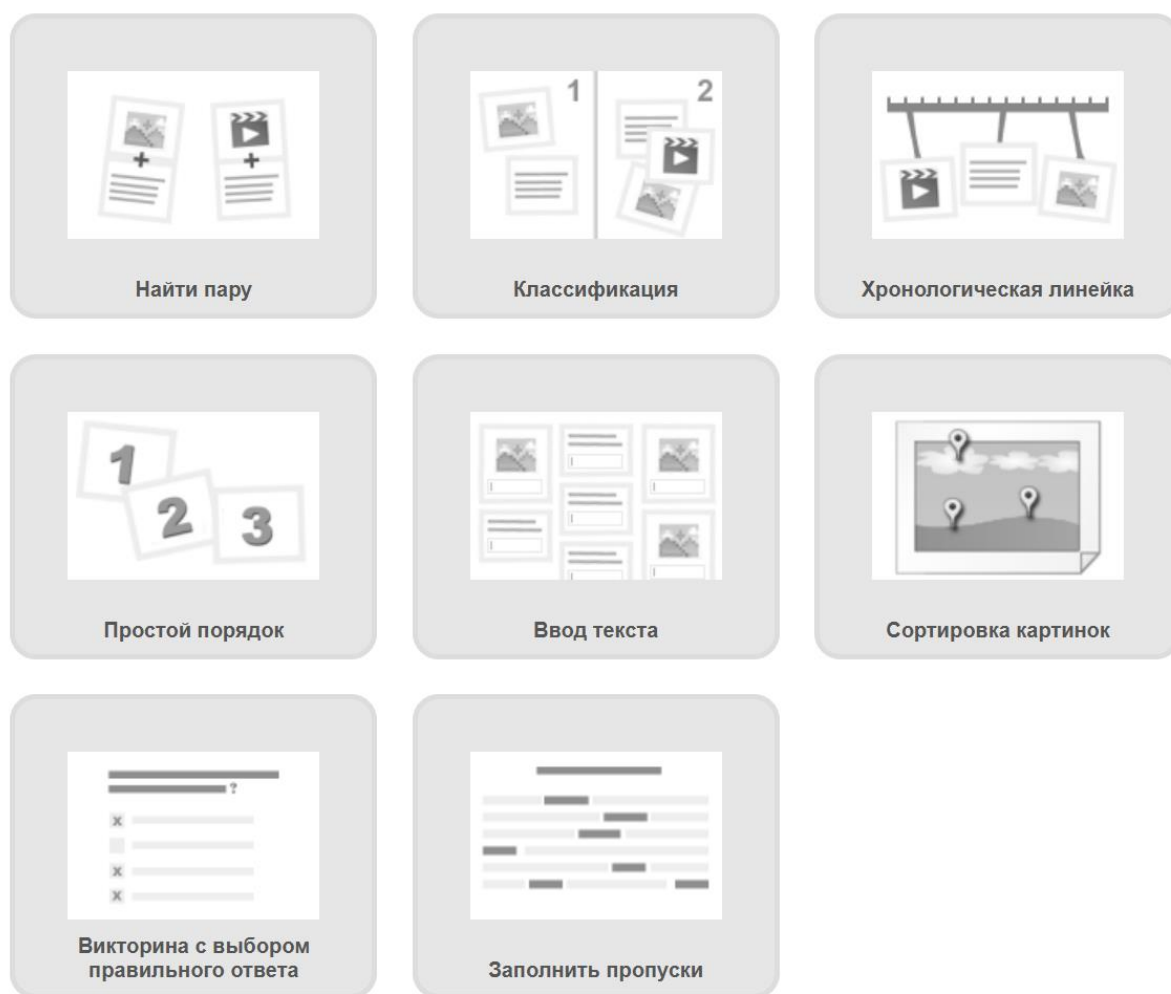 1
2
Найти пару
Классификация
Хронологическая линейка
1
2
3
Простой порядок
Ввод текста
Сортировка картинок
?
x
x
x
Викторина с выбором
правильного ответа
Заполнить пропуски